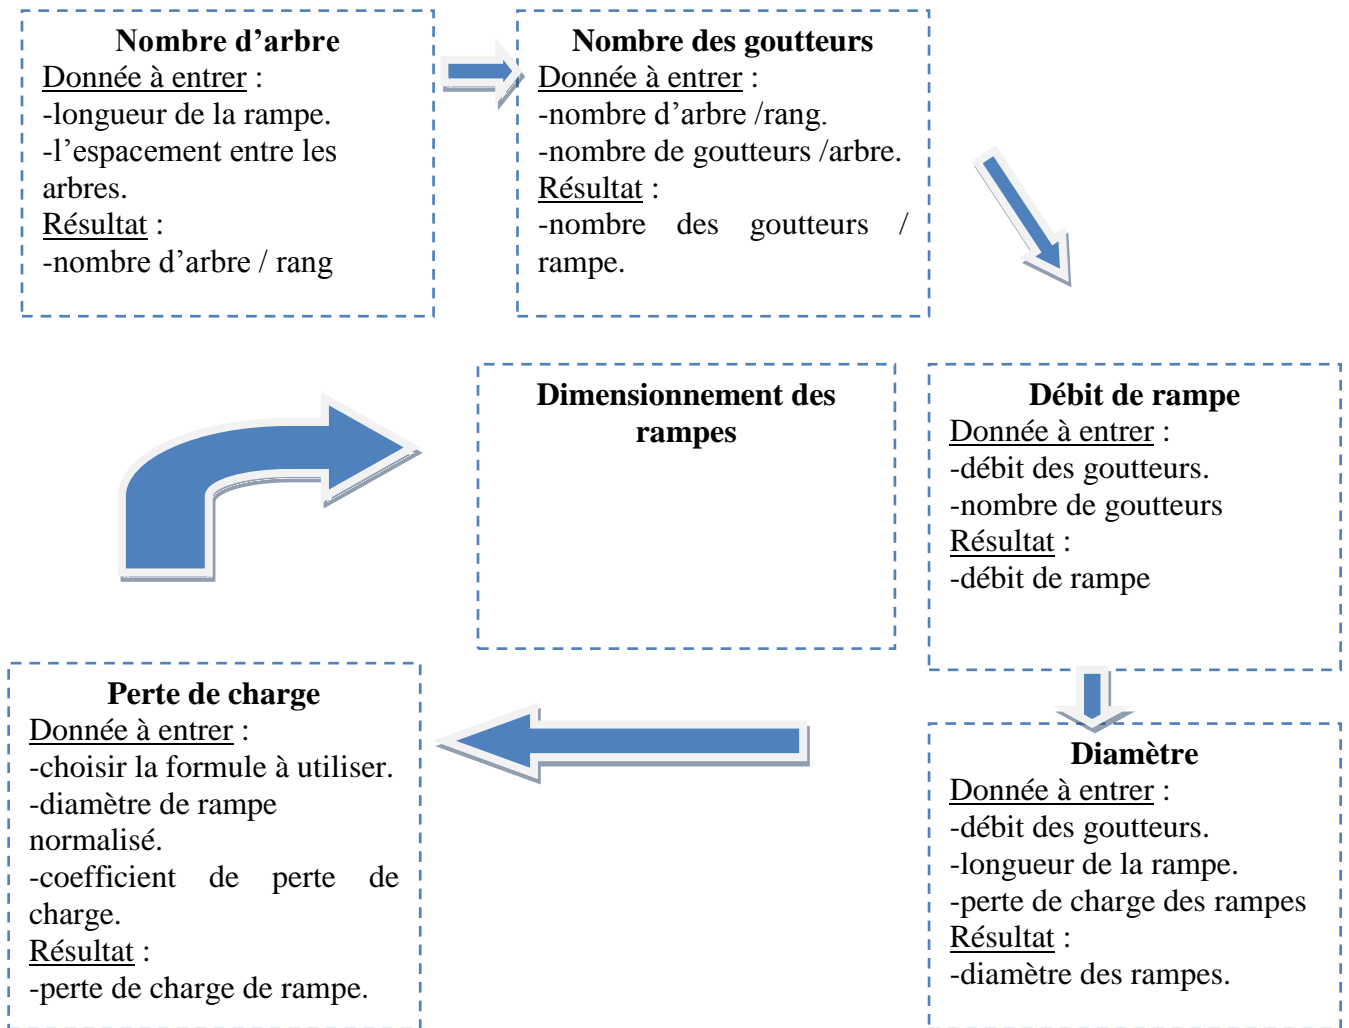 Nombre d’arbre
Donnée à entrer :
-longueur de la rampe.
-l’espacement entre les
arbres.
Résultat :
-nombre d’arbre / rang
Nombre des goutteurs
Donnée à entrer :
-nombre d’arbre /rang.
-nombre de goutteurs /arbre.
Résultat :
-nombre des goutteurs /
rampe.
Dimensionnement des
rampes
Débit de rampe
Donnée à entrer :
-débit des goutteurs.
-nombre de goutteurs
Résultat :
-débit de rampe
Perte de charge
Donnée à entrer :
-choisir la formule à utiliser.
-diamètre de rampe
normalisé.
-coefficient de perte de
charge.
Résultat :
-perte de charge de rampe.
Diamètre
Donnée à entrer :
-débit des goutteurs.
-longueur de la rampe.
-perte de charge des rampes
Résultat :
-diamètre des rampes.